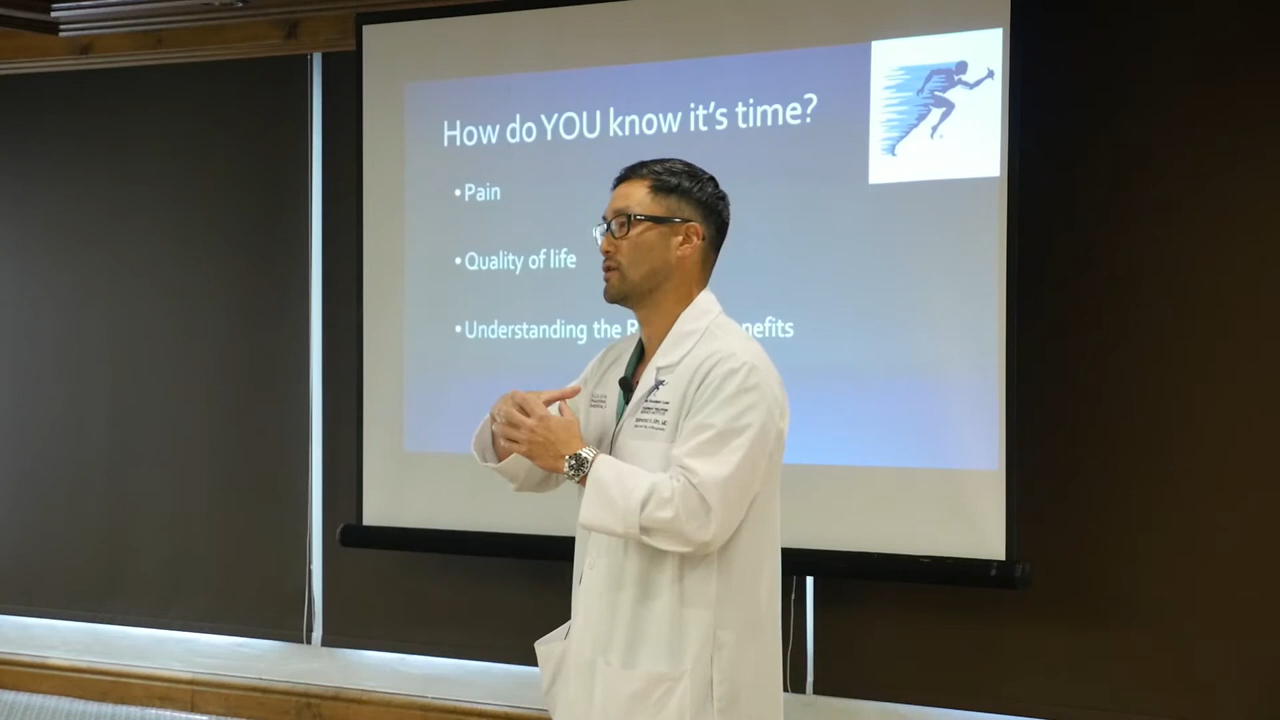 How do YOU know it's time?
• Pain
• Quality of life
• Understanding the R nefits